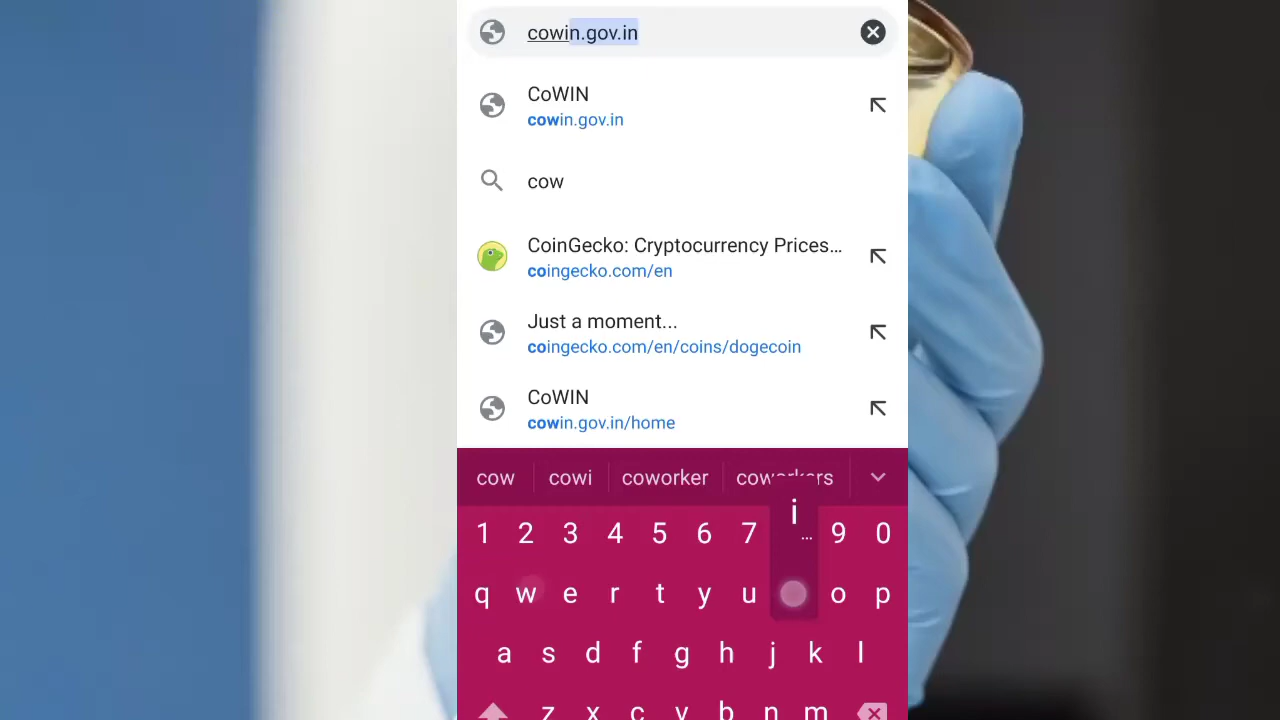 cowin.gov.in
CoWIN
cowin.gov.in
cow
CoinGecko: Cryptocurrency Prices...
coingecko.com/en
Just a moment...
coingecko.com/en/coins/dogecoin
CoWIN
cowin.gov.in/home
cow cowi coworker coworkers
i
...
1 2 3 4 5 6 7 9 0
q w e r t y u o p
a s d f g h j k l
z x c v b n m